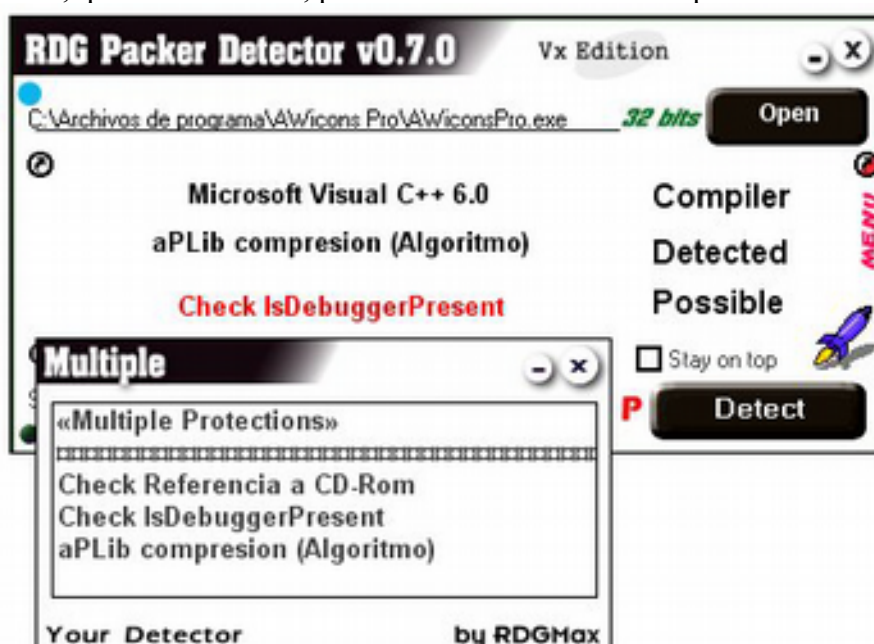 RDG Packer Detector v0.7.0 Vx Edition
C:\Archivos de programa\AWicons Pro\AWiconsPro.exe 32 bits Open
Microsoft Visual C++ 6.0 Compiler
aPLib compresion (Algoritmo) Detected
Check IsDebuggerPresent Possible
MENU
Stay on top
P Detect
Multiple
«Multiple Protections»
Check Referencia a CD-Rom
Check IsDebuggerPresent
aPLib compresion (Algoritmo)
Your Detector by RDGMax